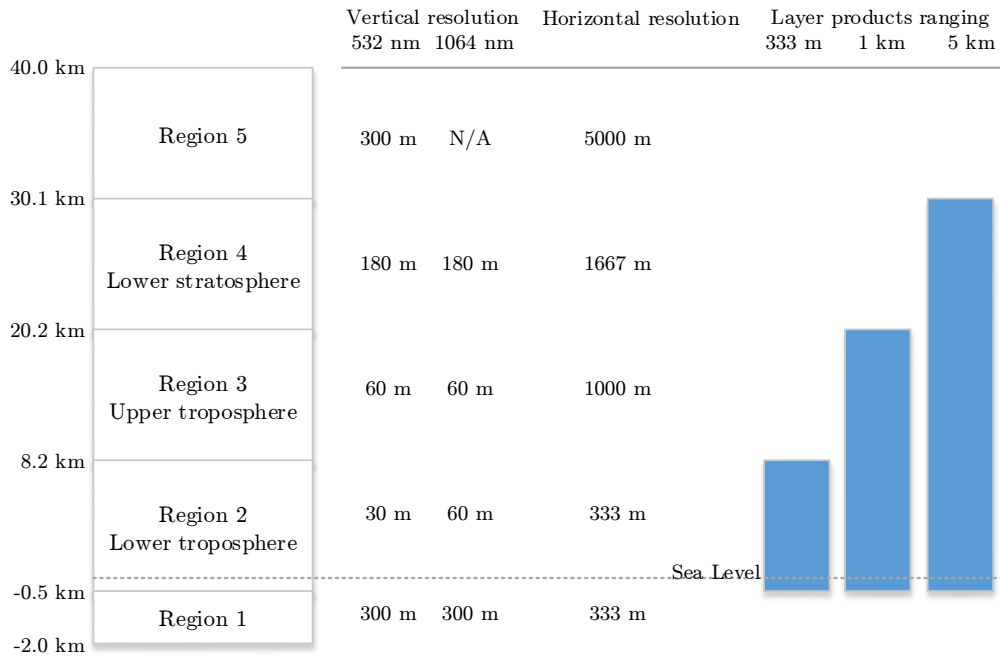 Vertical resolution Horizontal resolution Layer products ranging
532 nm 1064 nm 333 m 1 km 5 km
40.0 km
Region 5 300 m N/A 5000 m
30.1 km
Region 4
Lower stratosphere
180 m 180 m 1667 m
20.2 km
Region 3
Upper troposphere
60 m 60 m 1000 m
8.2 km
Region 2
Lower troposphere
30 m 60 m 333 m
Sea Level
-0.5 km
Region 1 300 m 300 m 333 m
-2.0 km